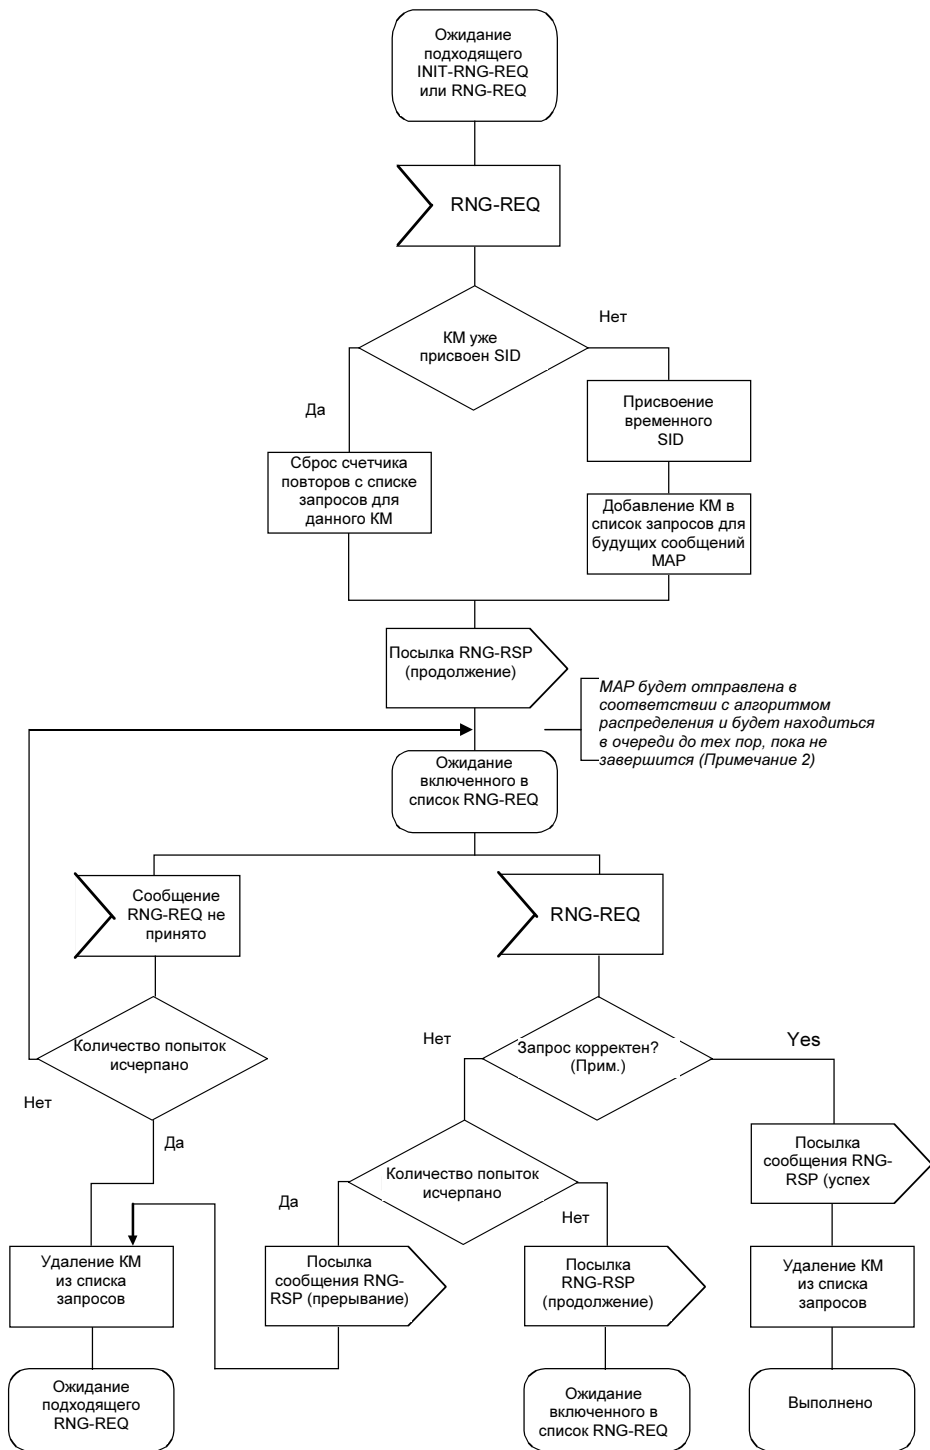 Ожидание
подходящего
INIT-RNG-REQ
или RNG-REQ
RNG-REQ
КМ уже
присвоен SID
Нет
Да
Присвоение
временного
SID
Сброс счетчика
повторов с списке
запросов для
данного КМ
Добавление КМ в
список запросов для
будущих сообщений
MAP
Посылка RNG-RSP
(продолжение)
MAP будет отправлена в
соответствии с алгоритмом
распределения и будет находиться
в очереди до тех пор, пока не
завершится (Примечание 2)
Ожидание
включенного в
список RNG-REQ
Сообщение
RNG-REQ не
принято
RNG-REQ
Количество попыток
исчерпано
Нет
Да
Запрос корректен?
(Прим.)
Нет
Yes
Количество попыток
исчерпано
Да
Нет
Посылка
сообщения RNG-
RSP (успех
Удаление КМ
из списка
запросов
Посылка
сообщения RNG-
RSP (прерывание)
Посылка
RNG-RSP
(продолжение)
Удаление КМ
из списка
запросов
Ожидание
подходящего
RNG-REQ
Ожидание
включенного в
список RNG-REQ
Выполнено